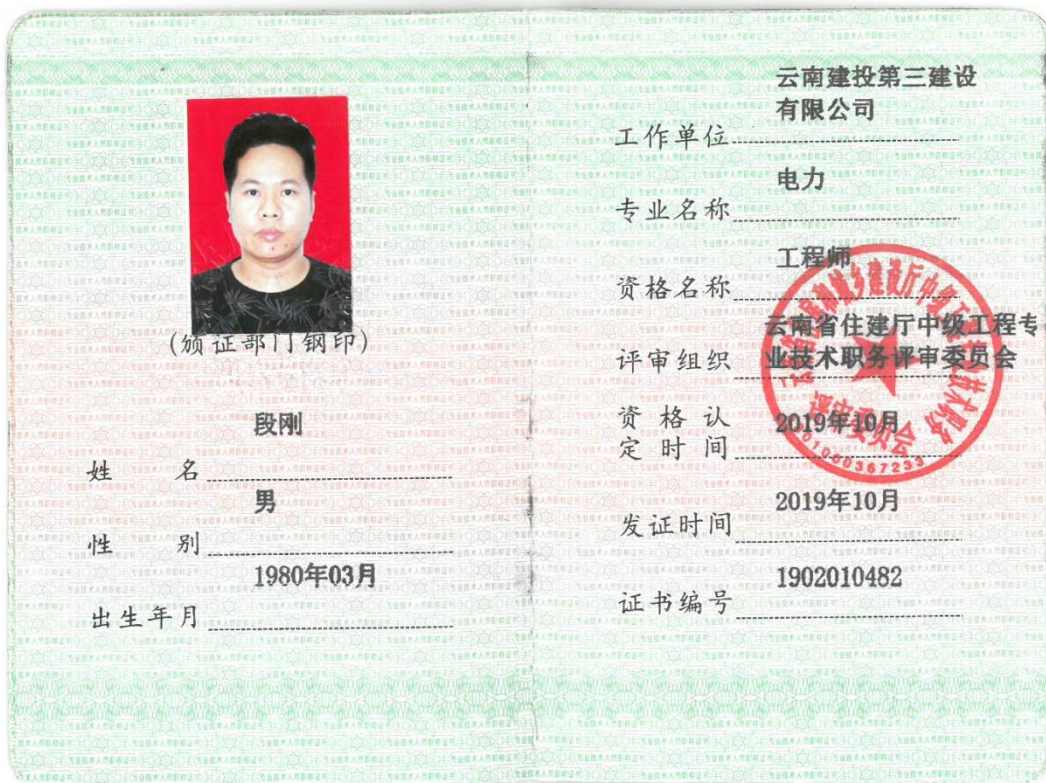 (颁证部门钢印)
段刚
姓名
男
性别
1980年03月
出生年月
云南建投第三建设
有限公司
工作单位
电力
专业名称
工程师
资格名称
云南省住建厅中级工程专
评审组织 业技术职务评审委员会
资格认
定时间 2019年10月
2019年10月
发证时间
1902010482
证书编号
评审委员会